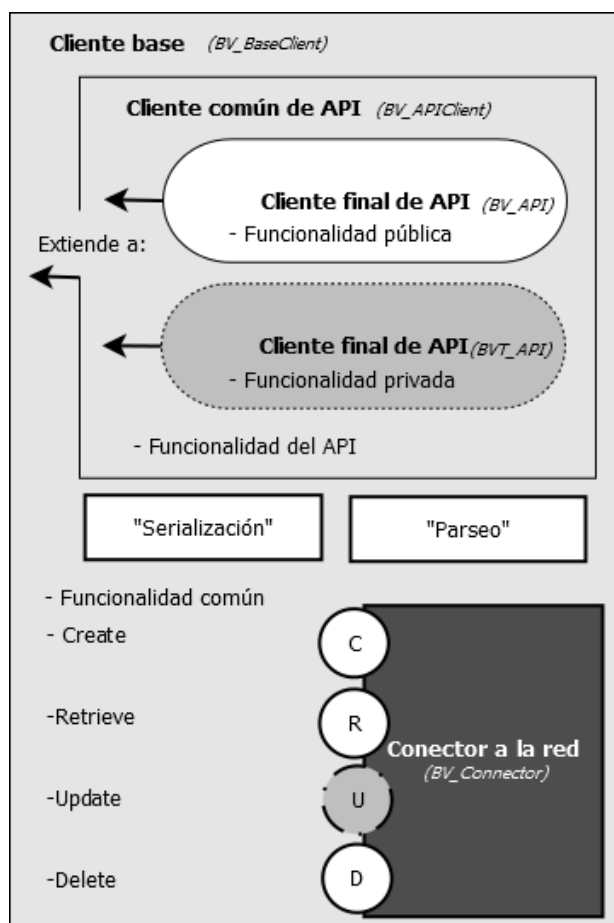 Cliente base (BV_BaseClient)
Cliente común de API (BV_APIClient)
Cliente final de API (BV_API)
- Funcionalidad pública
Extiende a:
Cliente final de API (BVT_API)
- Funcionalidad privada
- Funcionalidad del API
"Serialización" "Parseo"
- Funcionalidad común
- Create C
-Retrieve R
Conector a la red
(BV_Connector)
-Update U
-Delete D